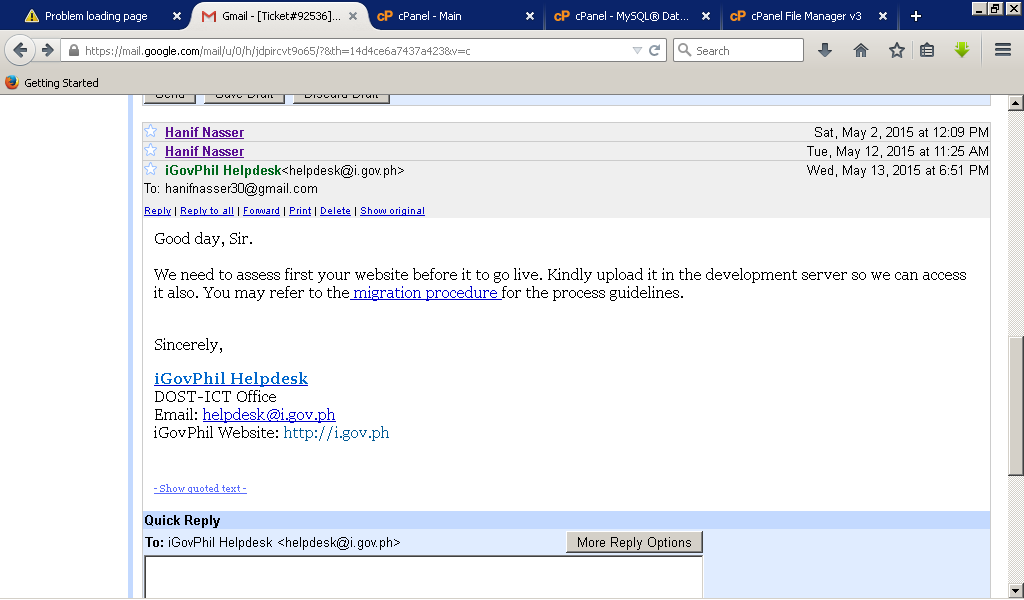 Problem loading page
Gmail - [Ticket#92536]...
cPanel - Main
cPanel - MySQL® Dat...
cPanel File Manager v3
https://mail.google.com/mail/u/0/h/jdpircvt9o65/?&th=14d4ce6a7437a423&v=c
Search
Getting Started
Send Save Draft Discard Draft
Hanif Nasser Sat, May 2, 2015 at 12:09 PM
Hanif Nasser Tue, May 12, 2015 at 11:25 AM
iGovPhil Helpdesk<helpdesk@i.gov.ph> Wed, May 13, 2015 at 6:51 PM
To: hanifnasser30@gmail.com
Reply | Reply to all | Forward | Print | Delete | Show original
Good day, Sir.
We need to assess first your website before it to go live. Kindly upload it in the development server so we can access
it also. You may refer to the migration procedure for the process guidelines.
Sincerely,
iGovPhil Helpdesk
DOST-ICT Office
Email: helpdesk@i.gov.ph
iGovPhil Website: http://i.gov.ph
- Show quoted text -
Quick Reply
To: iGovPhil Helpdesk <helpdesk@i.gov.ph> More Reply Options